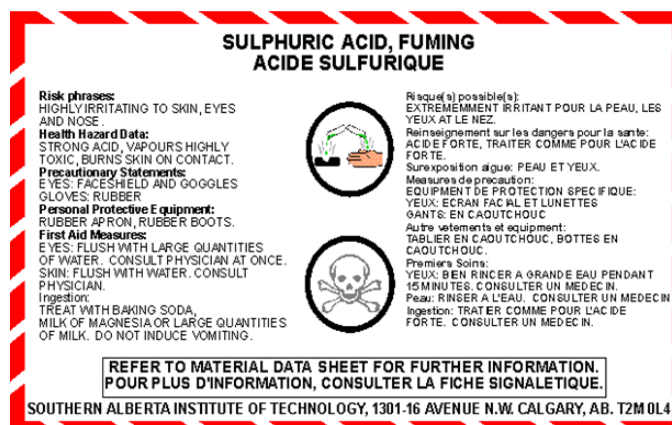 SULPHURIC ACID, FUMING
ACIDE SULFURIQUE
Risk phrases:
HIGHLY IRRITATING TO SKIN, EYES
AND NOSE.
Health Hazard Data:
STRONG ACID, VAPOURS HIGHLY
TOXIC, BURNS SKIN ON CONTACT.
Precautionary Statements:
EYES: FACESHIELD AND GOGGLES
GLOVES: RUBBER
Personal Protective Equipment:
RUBBER APRON, RUBBER BOOTS.
First Aid Measures:
EYES: FLUSH WITH LARGE QUANTITIES
OF WATER. CONSULT PHYSICIAN AT ONCE.
SKIN: FLUSH WITH WATER. CONSULT
PHYSICIAN.
Ingestion:
TREAT WITH BAKING SODA,
MILK OF MAGNESIA OR LARGE QUANTITIES
OF MILK. DO NOT INDUCE VOMITING.
Risque(s) possible(s):
EXTREMEMMENT IRRITANT POUR LA PEAU, LES
YEUX AT LE NEZ.
Reinseignement sur les dangers pour la sante:
ACIDE FORTE, TRAITER COMME POUR L'ACIDE
FORTE.
Surexposition aigue: PEAU ET YEUX.
Measures de precaution:
EQUIPMENT DE PROTECTION SPECIFIQUE:
YEUX: ECRAN FACIAL ET LUNETTES
GANTS: EN CAOUTCHOUC
Autre vetements et equipment:
TABLIER EN CAOUTCHOUC, BOTTES EN
CAOUTCHOUC.
Premiers Soins:
YEUX: BIEN RINCER A GRANDE EAU PENDANT
15 MINUTES. CONSULTER UN MEDECIN.
Peau: RINSER A L'EAU. CONSULTER UN MEDECIN
Ingestion: TRAITER COMME POUR L'ACIDE
FORTE. CONSULTER UN MEDECIN.
REFER TO MATERIAL DATA SHEET FOR FURTHER INFORMATION.
POUR PLUS D'INFORMATION, CONSULTER LA FICHE SIGNALETIQUE.
SOUTHERN ALBERTA INSTITUTE OF TECHNOLOGY, 1301-16 AVENUE N.W. CALGARY, AB. T2M 0L4